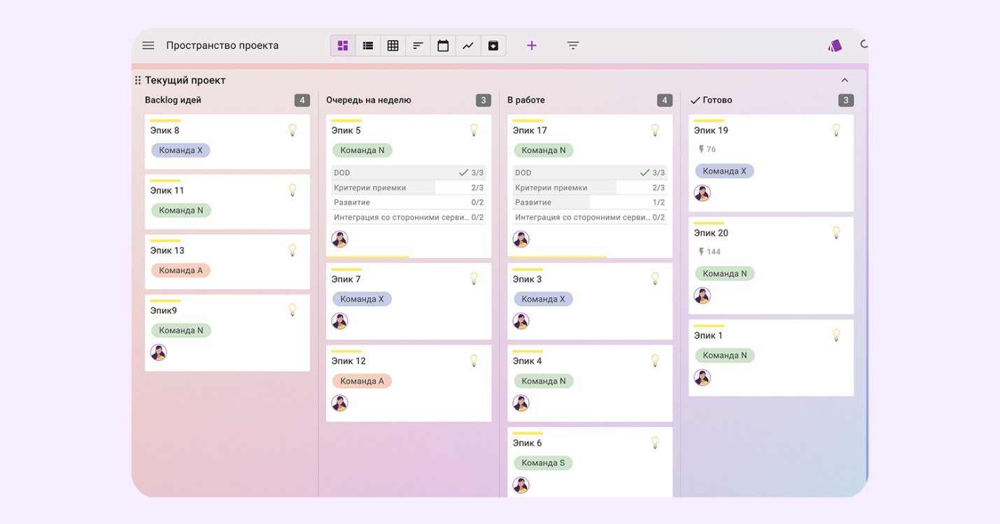 Пространство проекта
Текущий проект
Backlog идей 4
Эпик 8
Команда X
Эпик 11
Команда N
Эпик 13
Команда A
Эпик9
Команда N
Очередь на неделю 3
Эпик 5
Команда N
DOD 3/3
Критерии приемки 2/3
Развитие 0/2
Интеграция со сторонними серви... 0/2
Эпик 7
Команда X
Эпик 12
Команда A
В работе 4
Эпик 17
Команда N
DOD 3/3
Критерии приемки 2/3
Развитие 1/2
Интеграция со сторонними серви... 0/2
Эпик 3
Команда X
Эпик 4
Команда N
Эпик 6
Команда S
Готово 3
Эпик 19
76
Команда X
Эпик 20
144
Команда N
Эпик 1
Команда N